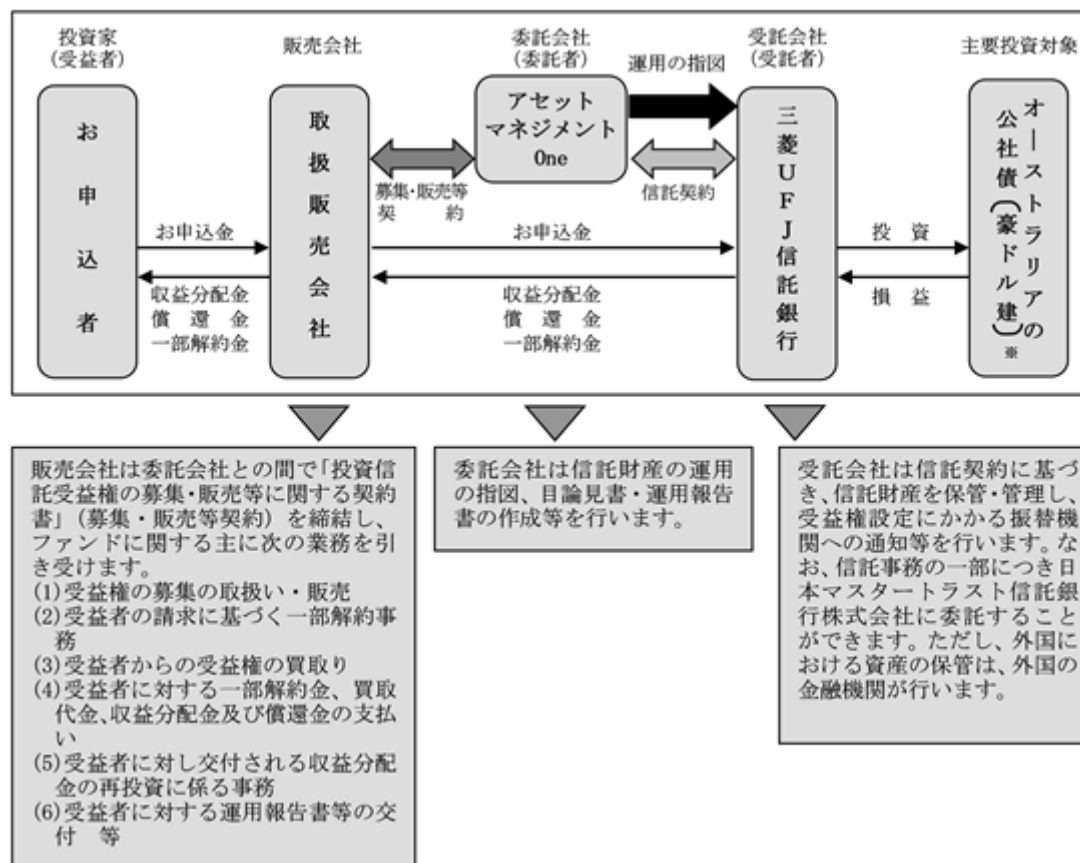 投資家
(受益者)
販売会社
委託会社
(委託者)
受託会社
(受託者)
主要投資対象
運用の指図
お申込者
取扱販売会社
アセット
マネジメント
One
三菱UFJ信託銀行
オーストラリアの
公社債(豪ドル建)※
募集・販売等
契 約
信託契約
お申込金
収益分配金
償 還 金
一部解約金
お申込金
収益分配金
償 還 金
一部解約金
投 資
損 益
販売会社は委託会社との間で「投資信
託受益権の募集・販売等に関する契約
書」(募集・販売等契約)を締結し、
ファンドに関する主に次の業務を引
き受けます。
(1)受益権の募集の取扱い・販売
(2)受益者の請求に基づく一部解約事
務
(3)受益者からの受益権の買取り
(4)受益者に対する一部解約金、買取
代金、収益分配金及び償還金の支払
い
(5)受益者に対し交付される収益分配
金の再投資に係る事務
(6)受益者に対する運用報告書等の交
付 等
委託会社は信託財産の運用
の指図、目論見書・運用報告
書の作成等を行います。
受託会社は信託契約に基づ
き、信託財産を保管・管理し、
受益権設定にかかる振替機
関への通知等を行います。な
お、信託事務の一部につき日
本マスタートラスト信託銀
行株式会社に委託すること
ができます。ただし、外国に
おける資産の保管は、外国の
金融機関が行います。